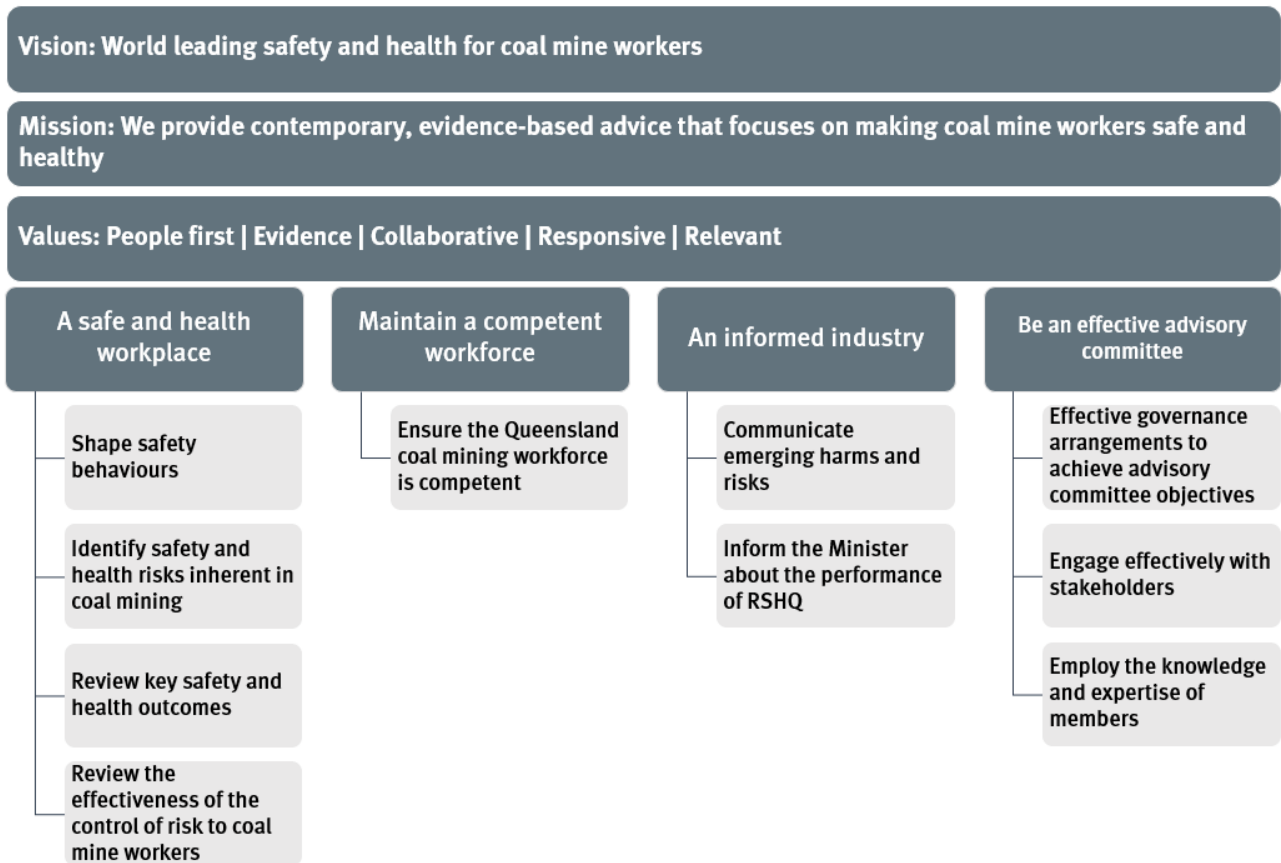 Vision: World leading safety and health for coal mine workers
Mission: We provide contemporary, evidence-based advice that focuses on making coal mine workers safe and
healthy
Values: People first | Evidence | Collaborative | Responsive | Relevant
A safe and health
workplace
Shape safety
behaviours
Identify safety and
health risks inherent in
coal mining
Review key safety and
health outcomes
Review the
effectiveness of the
control of risk to coal
mine workers
Maintain a competent
workforce
Ensure the Queensland
coal mining workforce
is competent
An informed industry
Communicate
emerging harms and
risks
Inform the Minister
about the performance
of RSHQ
Be an effective advisory
committee
Effective governance
arrangements to
achieve advisory
committee objectives
Engage effectively with
stakeholders
Employ the knowledge
and expertise of
members